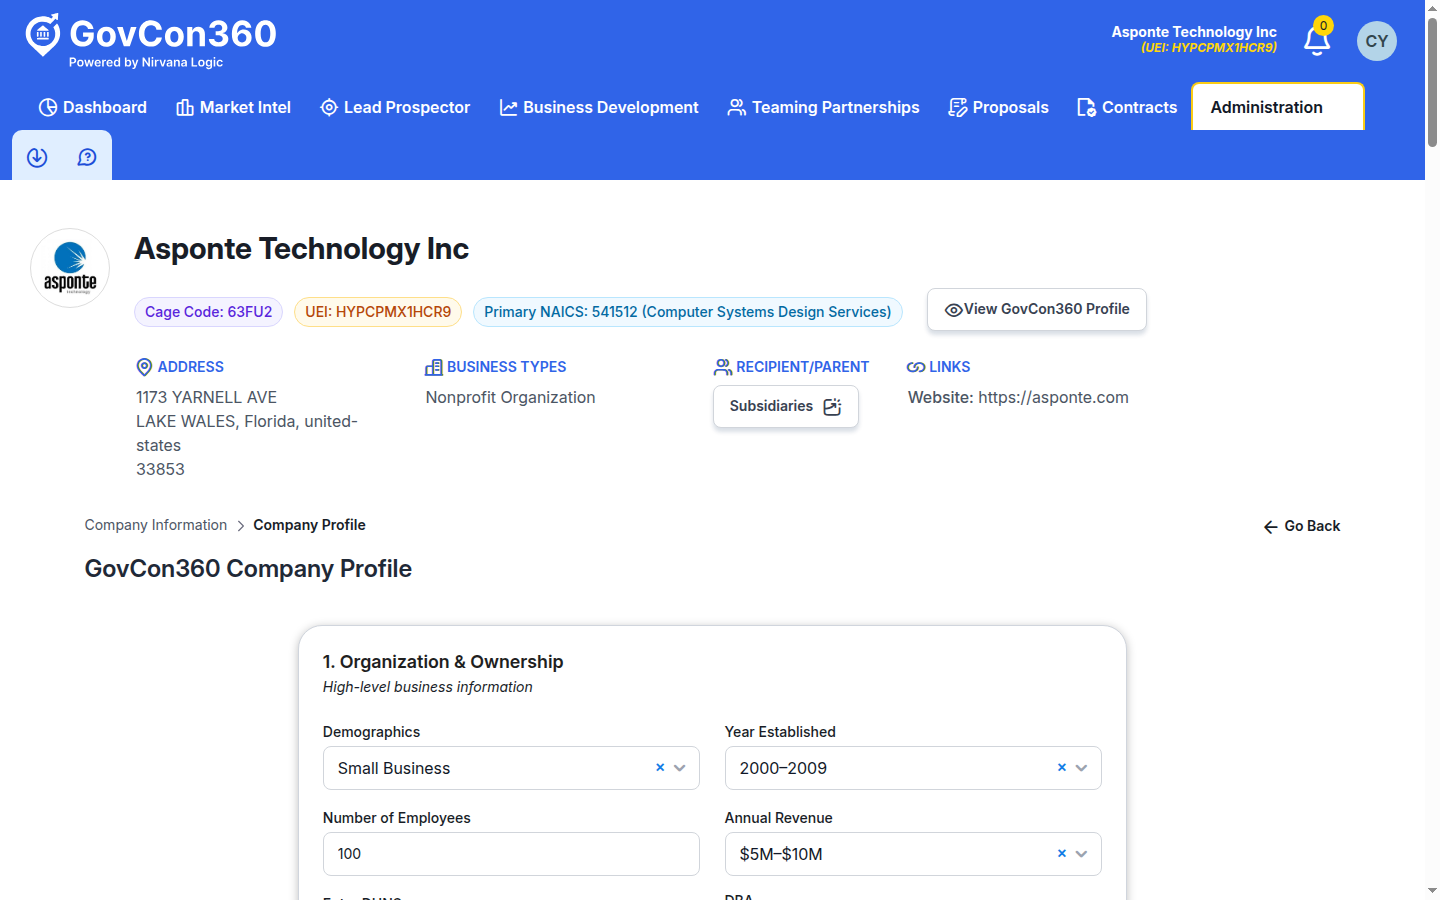 GovCon360
Powered by Nirvana Logic
Asponte Technology Inc
(UEI: HYPCPMX1HCR9)
0
CY
Dashboard
Market Intel
Lead Prospector
Business Development
Teaming Partnerships
Proposals
Contracts
Administration
asponte
technology
Asponte Technology Inc
Cage Code: 63FU2
UEI: HYPCPMX1HCR9
Primary NAICS: 541512 (Computer Systems Design Services)
View GovCon360 Profile
ADDRESS
1173 YARNELL AVE
LAKE WALES, Florida, united-
states
33853
BUSINESS TYPES
Nonprofit Organization
RECIPIENT/PARENT
Subsidiaries
LINKS
Website: https://asponte.com
Company Information > Company Profile
Go Back
GovCon360 Company Profile
1. Organization & Ownership
High-level business information
Demographics
Small Business
Year Established
2000–2009
Number of Employees
100
Annual Revenue
$5M–$10M